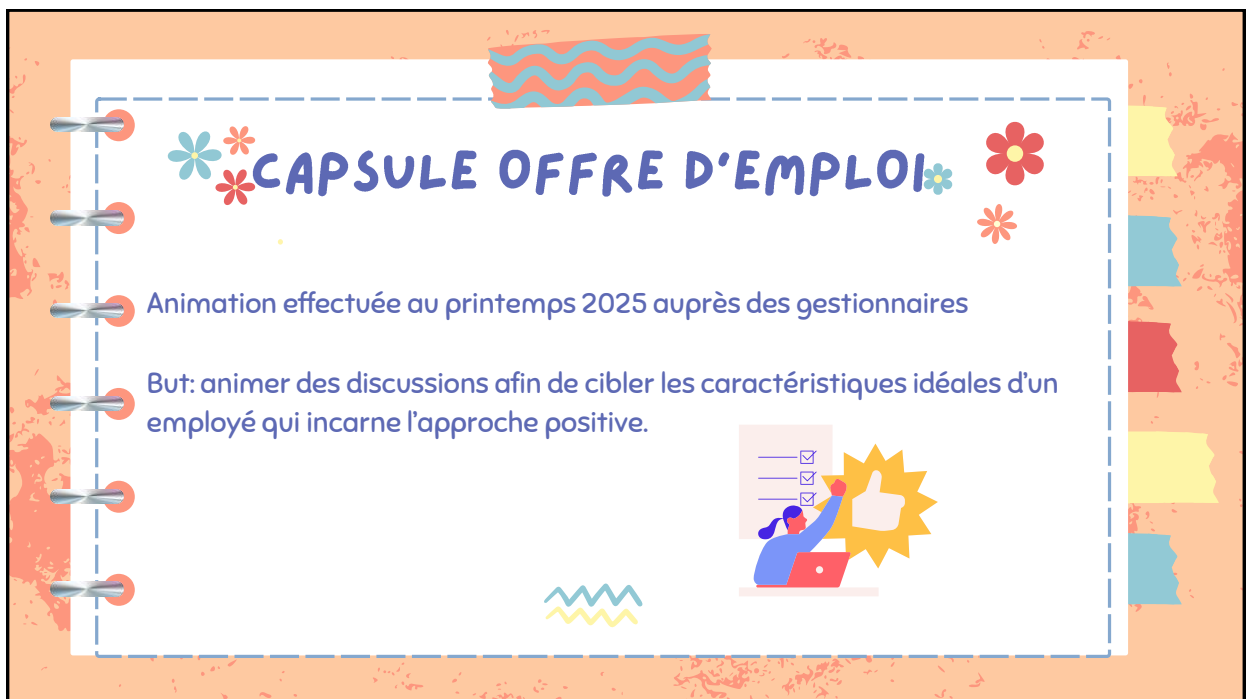 CAPSULE OFFRE D'EMPLOI
Animation effectuée au printemps 2025 auprès des gestionnaires
But: animer des discussions afin de cibler les caractéristiques idéales d'un
employé qui incarne l'approche positive.